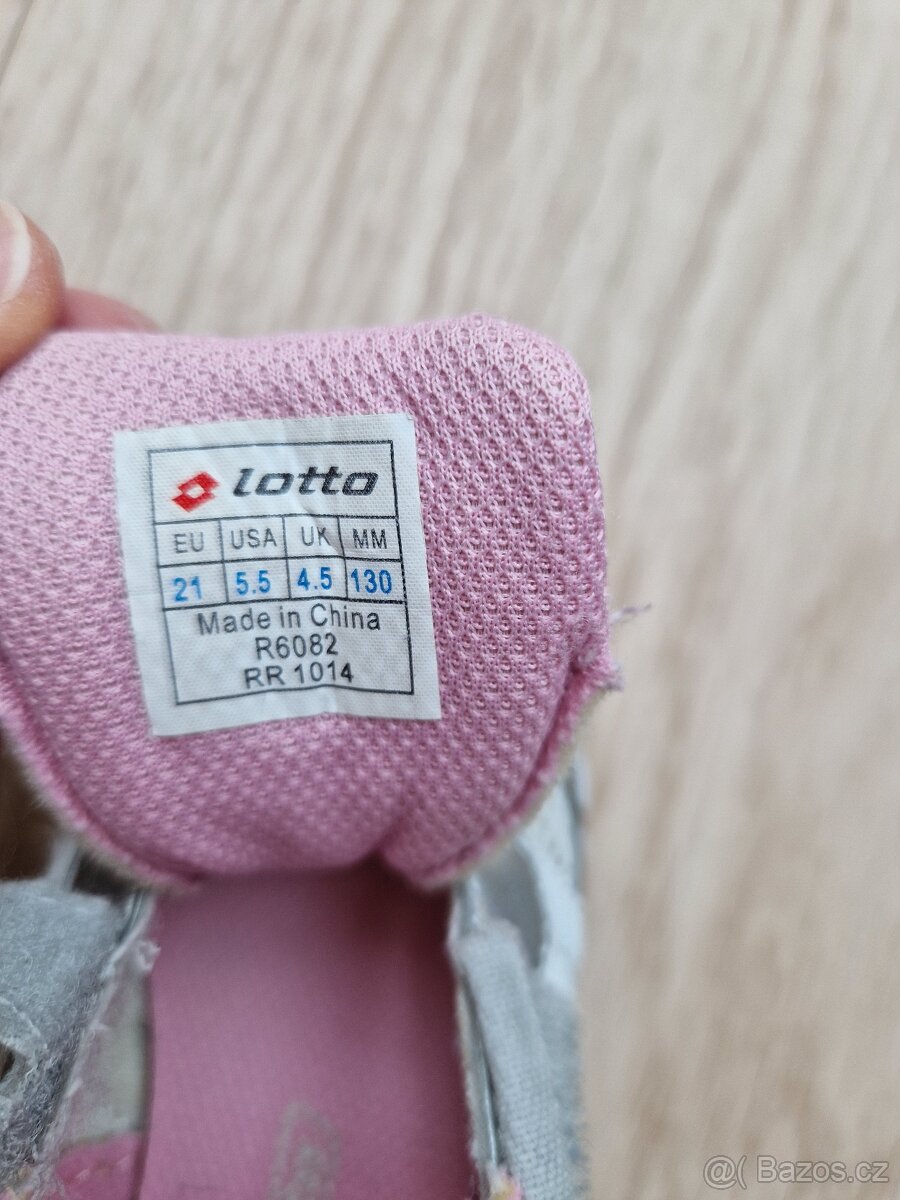 lotto
EU USA UK MM
21 5.5 4.5 130
Made in China
R6082
RR 1014
@( Bazos.cz